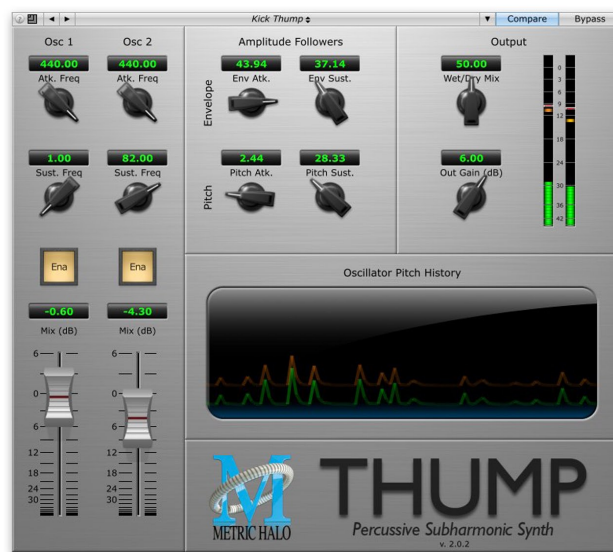 Kick Thump
Compare
Bypass
Osc 1
Osc 2
440.00
440.00
Atk. Freq
Atk. Freq
1.00
82.00
Sust. Freq
Sust. Freq
Ena
Ena
-0.60
-4.30
Mix (dB)
Mix (dB)
6
6
0
0
6
6
12
12
18
18
24
24
30
30
Amplitude Followers
Envelope
43.94
37.14
Env Atk.
Env Sust.
Pitch
2.44
28.33
Pitch Atk.
Pitch Sust.
Output
50.00
Wet/Dry Mix
6.00
Out Gain (dB)
0
3
6
9
12
18
24
30
36
42
Oscillator Pitch History
M
METRIC HALO
THUMP
Percussive Subharmonic Synth
v. 2.0.2